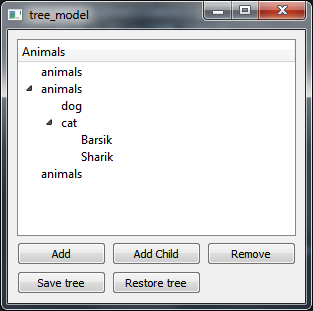 tree_model
Animals
animals
animals
dog
cat
Barsik
Sharik
animals
Add Add Child Remove
Save tree Restore tree